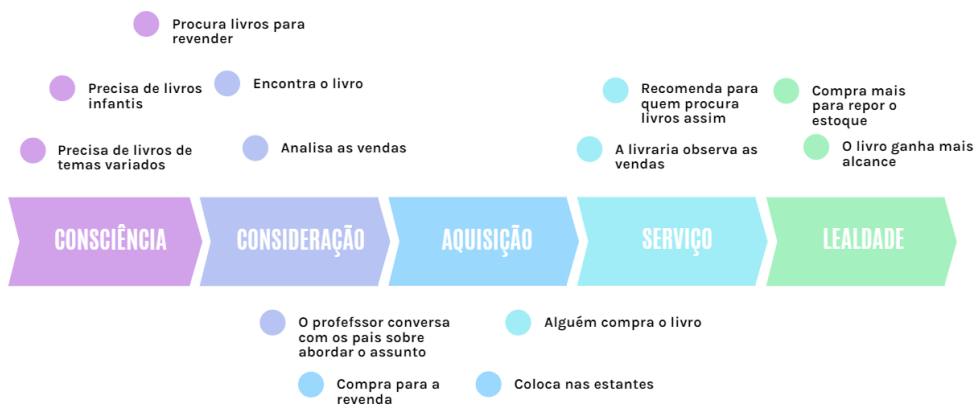 Procura livros para
revender
Precisa de livros
infantis
Encontra o livro
Recomenda para
quem procura
livros assim
Compra mais
para repor o
estoque
Precisa de livros de
temas variados
Analisa as vendas
A livraria observa as
vendas
O livro ganha mais
alcance
CONSCIÊNCIA
CONSIDERAÇÃO
AQUISIÇÃO
SERVIÇO
LEALDADE
O profefssor conversa
com os pais sobre
abordar o assunto
Alguém compra o livro
Compra para a
revenda
Coloca nas estantes